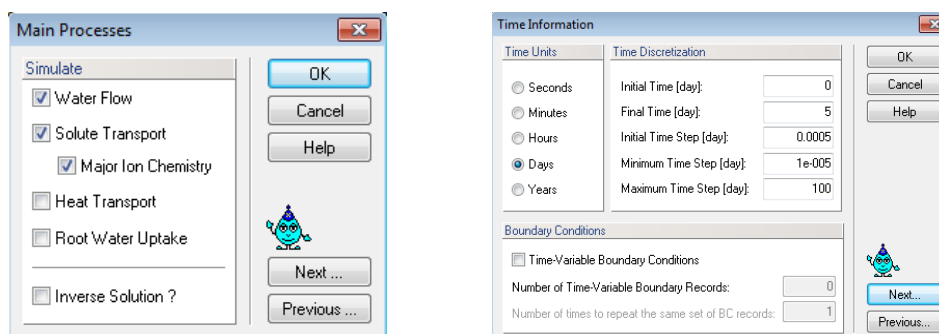 Main Processes
Simulate
Water Flow
Solute Transport
Major Ion Chemistry
Heat Transport
Root Water Uptake
Inverse Solution ?
OK
Cancel
Help
Next ...
Previous ...
Time Information
Time Units
Seconds
Minutes
Hours
Days
Years
Time Discretization
Initial Time [day]: 0
Final Time [day]: 5
Initial Time Step [day]: 0.0005
Minimum Time Step [day]: 1e-005
Maximum Time Step [day]: 100
Boundary Conditions
Time-Variable Boundary Conditions
Number of Time-Variable Boundary Records: 0
Number of times to repeat the same set of BC records: 1
OK
Cancel
Help
Next...
Previous...